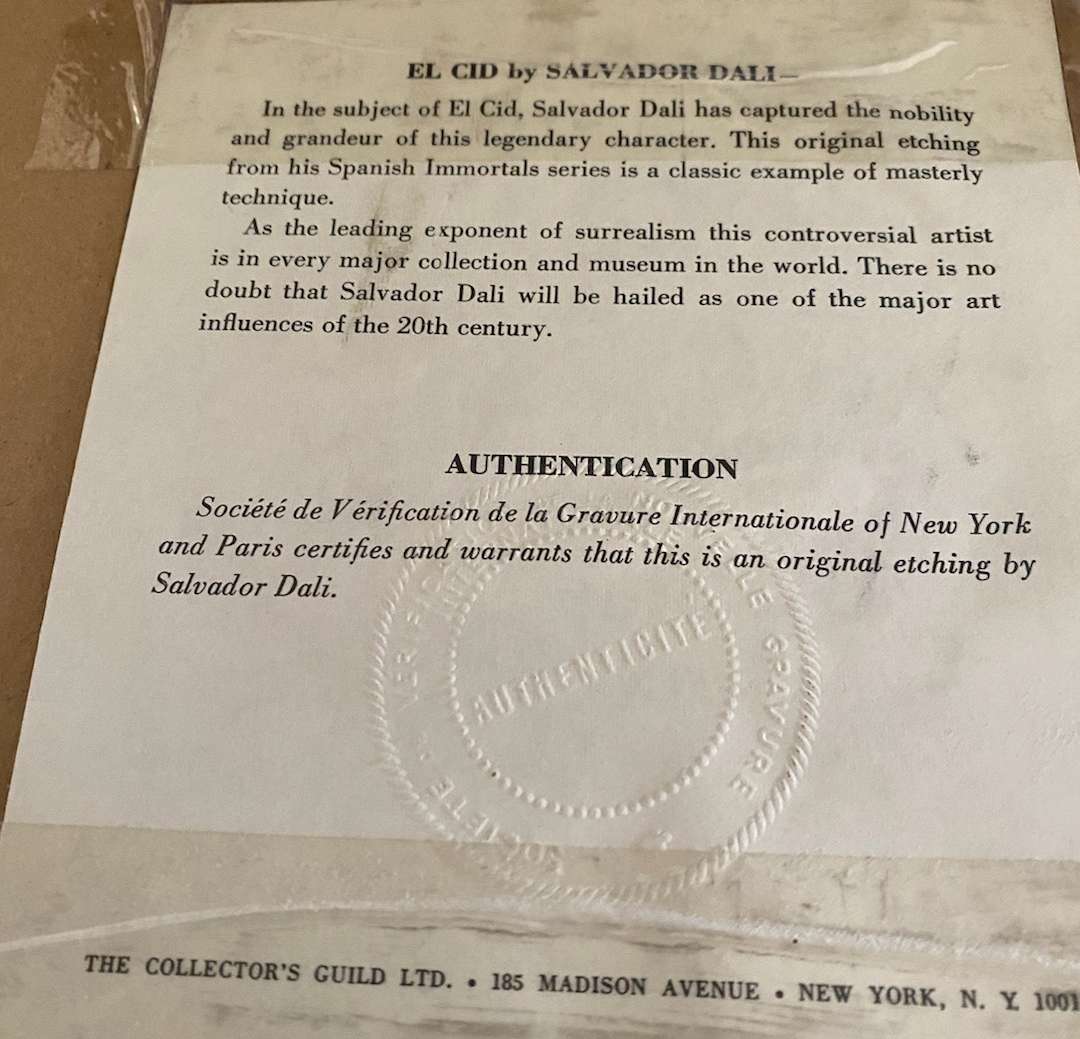 EL CID by SALVADOR DALI—
In the subject of El Cid, Salvador Dali has captured the nobility
and grandeur of this legendary character. This original etching
from his Spanish Immortals series is a classic example of masterly
technique.
As the leading exponent of surrealism this controversial artist
is in every major collection and museum in the world. There is no
doubt that Salvador Dali will be hailed as one of the major art
influences of the 20th century.
AUTHENTICATION
Société de Vérification de la Gravure Internationale of New York
and Paris certifies and warrants that this is an original etching by
Salvador Dali.
AUTHENTICITE
SOCIETE DE GRAVURE
THE COLLECTOR'S GUILD LTD. • 185 MADISON AVENUE • NEW YORK, N. Y. 1001